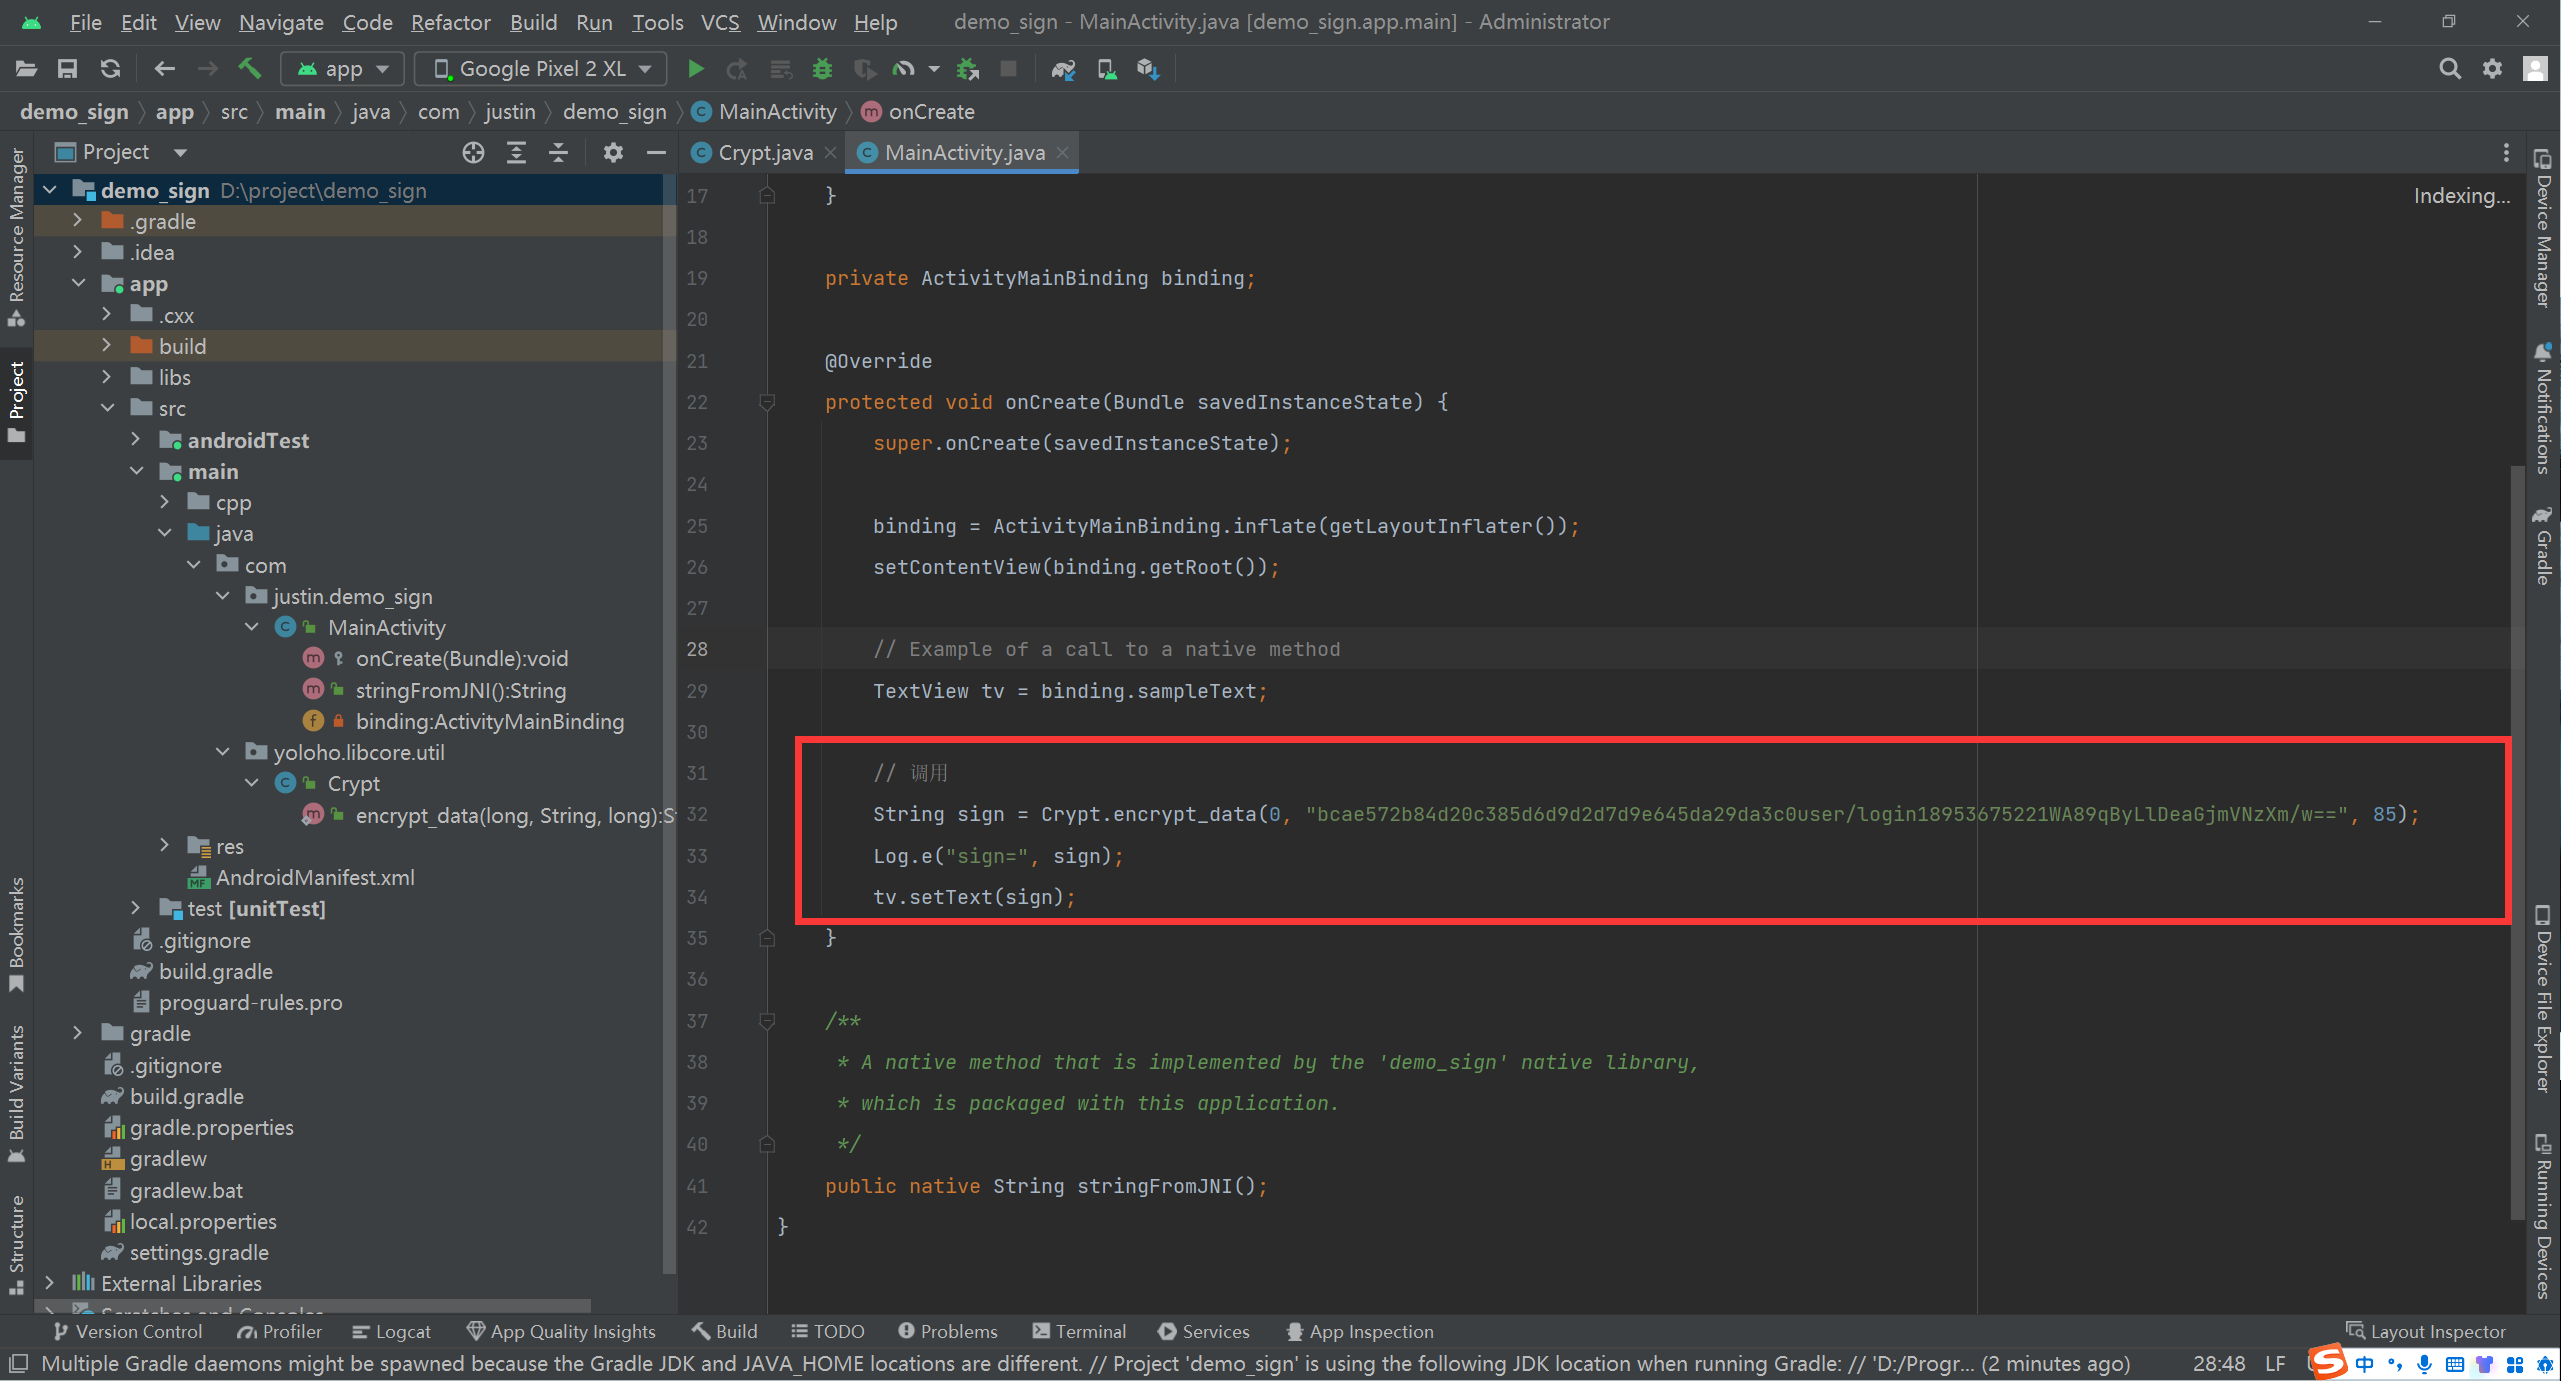 File Edit View Navigate Code Refactor Build Run Tools VCS Window Help demo_sign - MainActivity.java [demo_sign.app.main] - Administrator
app Google Pixel 2 XL
demo_sign app src main java com justin demo_sign MainActivity onCreate
Project
Crypt.java MainActivity.java
Resource Manager
Project
Bookmarks
Build Variants
Structure
demo_sign D:\project\demo_sign
.gradle
.idea
app
.cxx
build
libs
src
androidTest
main
cpp
java
com
justin.demo_sign
MainActivity
onCreate(Bundle):void
stringFromJNI():String
binding:ActivityMainBinding
yoloho.libcore.util
Crypt
encrypt_data(long, String, long):S
res
AndroidManifest.xml
test [unitTest]
.gitignore
build.gradle
proguard-rules.pro
gradle
.gitignore
build.gradle
gradle.properties
gradlew
gradlew.bat
local.properties
settings.gradle
External Libraries
Scratches and Consoles
Indexing...
17 }
18
19 private ActivityMainBinding binding;
20
21 @Override
22 protected void onCreate(Bundle savedInstanceState) {
23 super.onCreate(savedInstanceState);
24
25 binding = ActivityMainBinding.inflate(getLayoutInflater());
26 setContentView(binding.getRoot());
27
28 // Example of a call to a native method
29 TextView tv = binding.sampleText;
30
31 // 调用
32 String sign = Crypt.encrypt_data(0, "bcae572b84d20c385d6d9d2d7d9e645da29da3c0user/login18953675221WA89qByLlDeaGjmVNzXm/w==", 85);
33 Log.e("sign=", sign);
34 tv.setText(sign);
35 }
36
37 /**
38 * A native method that is implemented by the 'demo_sign' native library,
39 * which is packaged with this application.
40 */
41 public native String stringFromJNI();
42 }
Device Manager
Notifications
Gradle
Device File Explorer
Running Devices
Version Control Profiler Logcat App Quality Insights Build TODO Problems Terminal Services App Inspection Layout Inspector
Multiple Gradle daemons might be spawned because the Gradle JDK and JAVA_HOME locations are different. // Project 'demo_sign' is using the following JDK location when running Gradle: // 'D:/Progr... (2 minutes ago) 28:48 LF
中